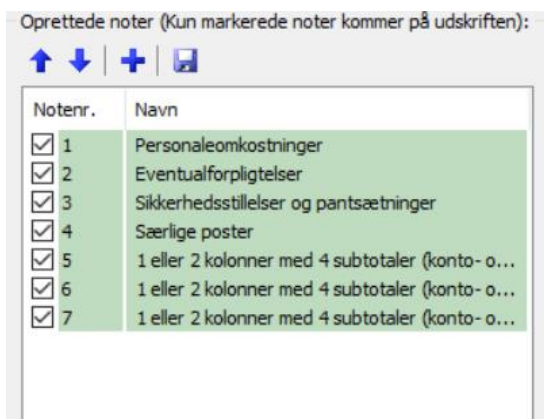 Oprettede noter (Kun markerede noter kommer på udskriften):
Notenr. Navn
1 Personaleomkostninger
2 Eventualforpligtelser
3 Sikkerhedsstillelser og pantsætninger
4 Særlige poster
5 1 eller 2 kolonner med 4 subtotaler (konto- o...
6 1 eller 2 kolonner med 4 subtotaler (konto- o...
7 1 eller 2 kolonner med 4 subtotaler (konto- o...